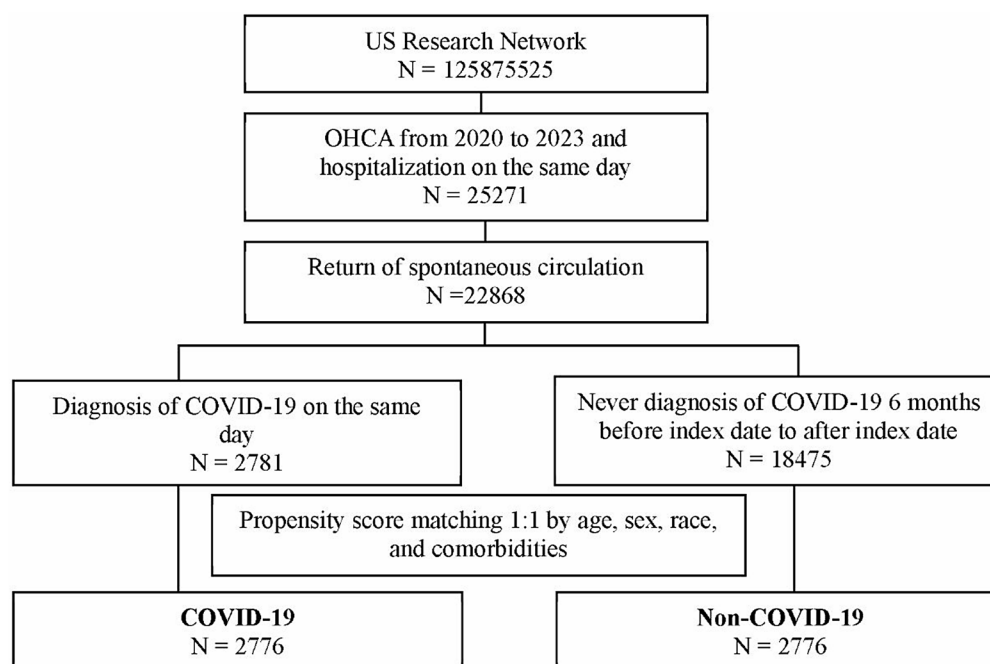 US Research Network
N = 125875525
OHCA from 2020 to 2023 and
hospitalization on the same day
N = 25271
Return of spontaneous circulation
N =22868
Diagnosis of COVID-19 on the same
day
N = 2781
Never diagnosis of COVID-19 6 months
before index date to after index date
N = 18475
Propensity score matching 1:1 by age, sex, race,
and comorbidities
COVID-19
N = 2776
Non-COVID-19
N = 2776